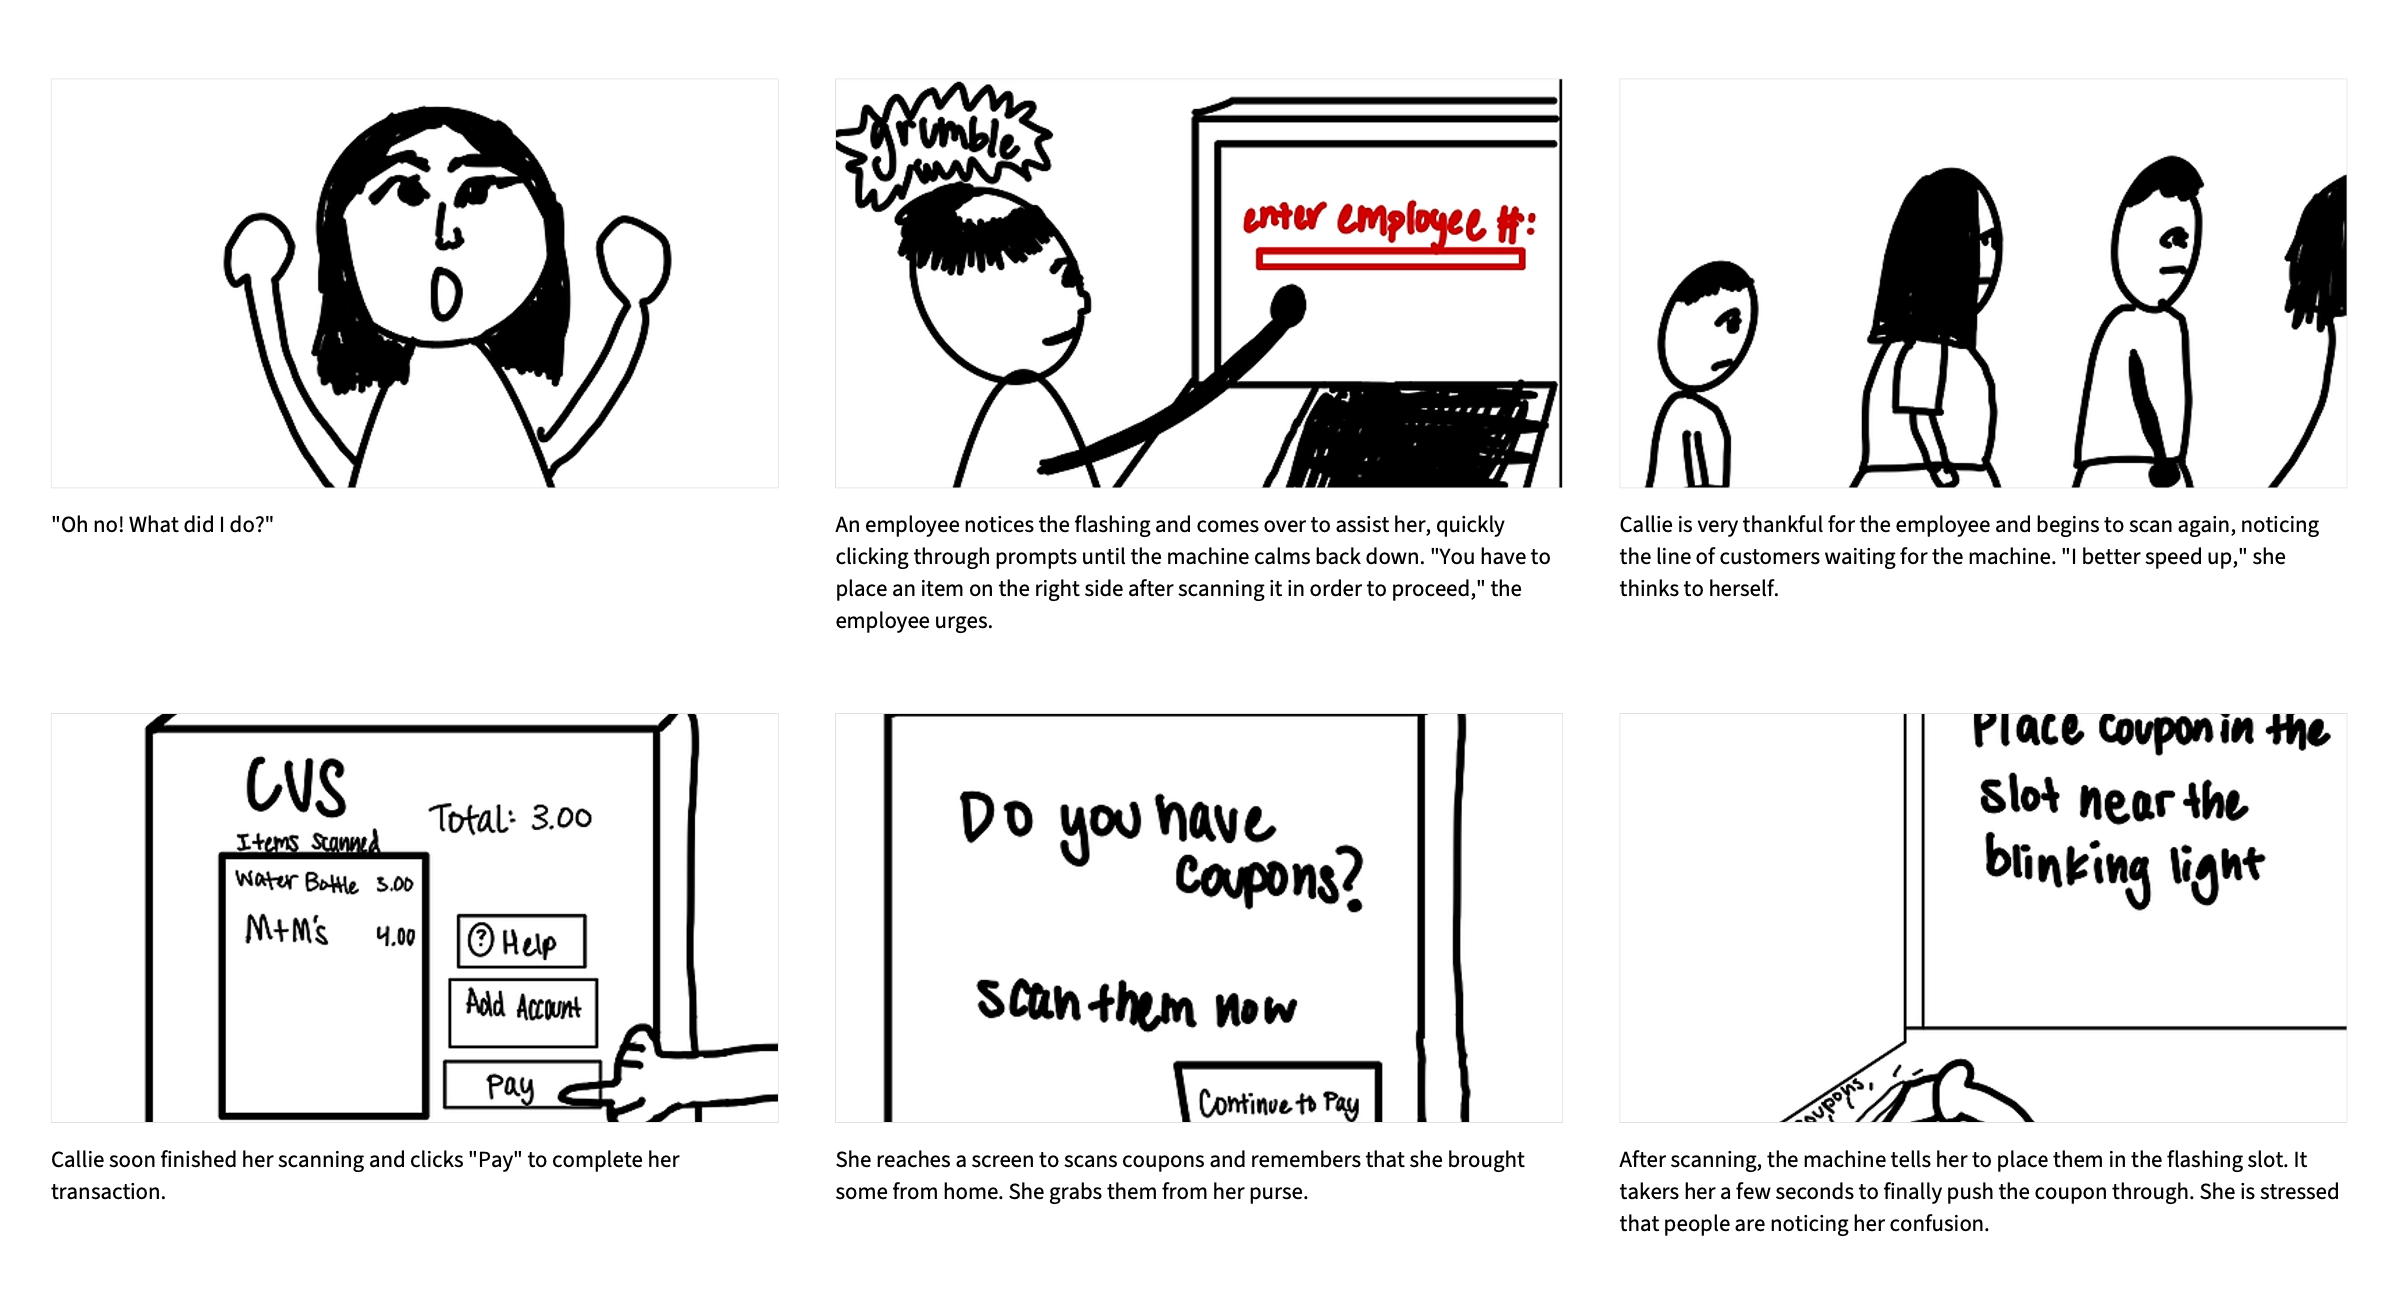 grumble
enter employee #:
"Oh no! What did I do?"
An employee notices the flashing and comes over to assist her, quickly
clicking through prompts until the machine calms back down. "You have to
place an item on the right side after scanning it in order to proceed," the
employee urges.
Callie is very thankful for the employee and begins to scan again, noticing
the line of customers waiting for the machine. "I better speed up," she
thinks to herself.
CVS
Total: 3.00
Items Scanned
Water Bottle 3.00
M+M's 4.00
? Help
Add Account
Pay
Do you have
coupons?
scan them now
Continue to Pay
Place coupon in the
slot near the
blinking light
oupons,
Callie soon finished her scanning and clicks "Pay" to complete her
transaction.
She reaches a screen to scans coupons and remembers that she brought
some from home. She grabs them from her purse.
After scanning, the machine tells her to place them in the flashing slot. It
takers her a few seconds to finally push the coupon through. She is stressed
that people are noticing her confusion.